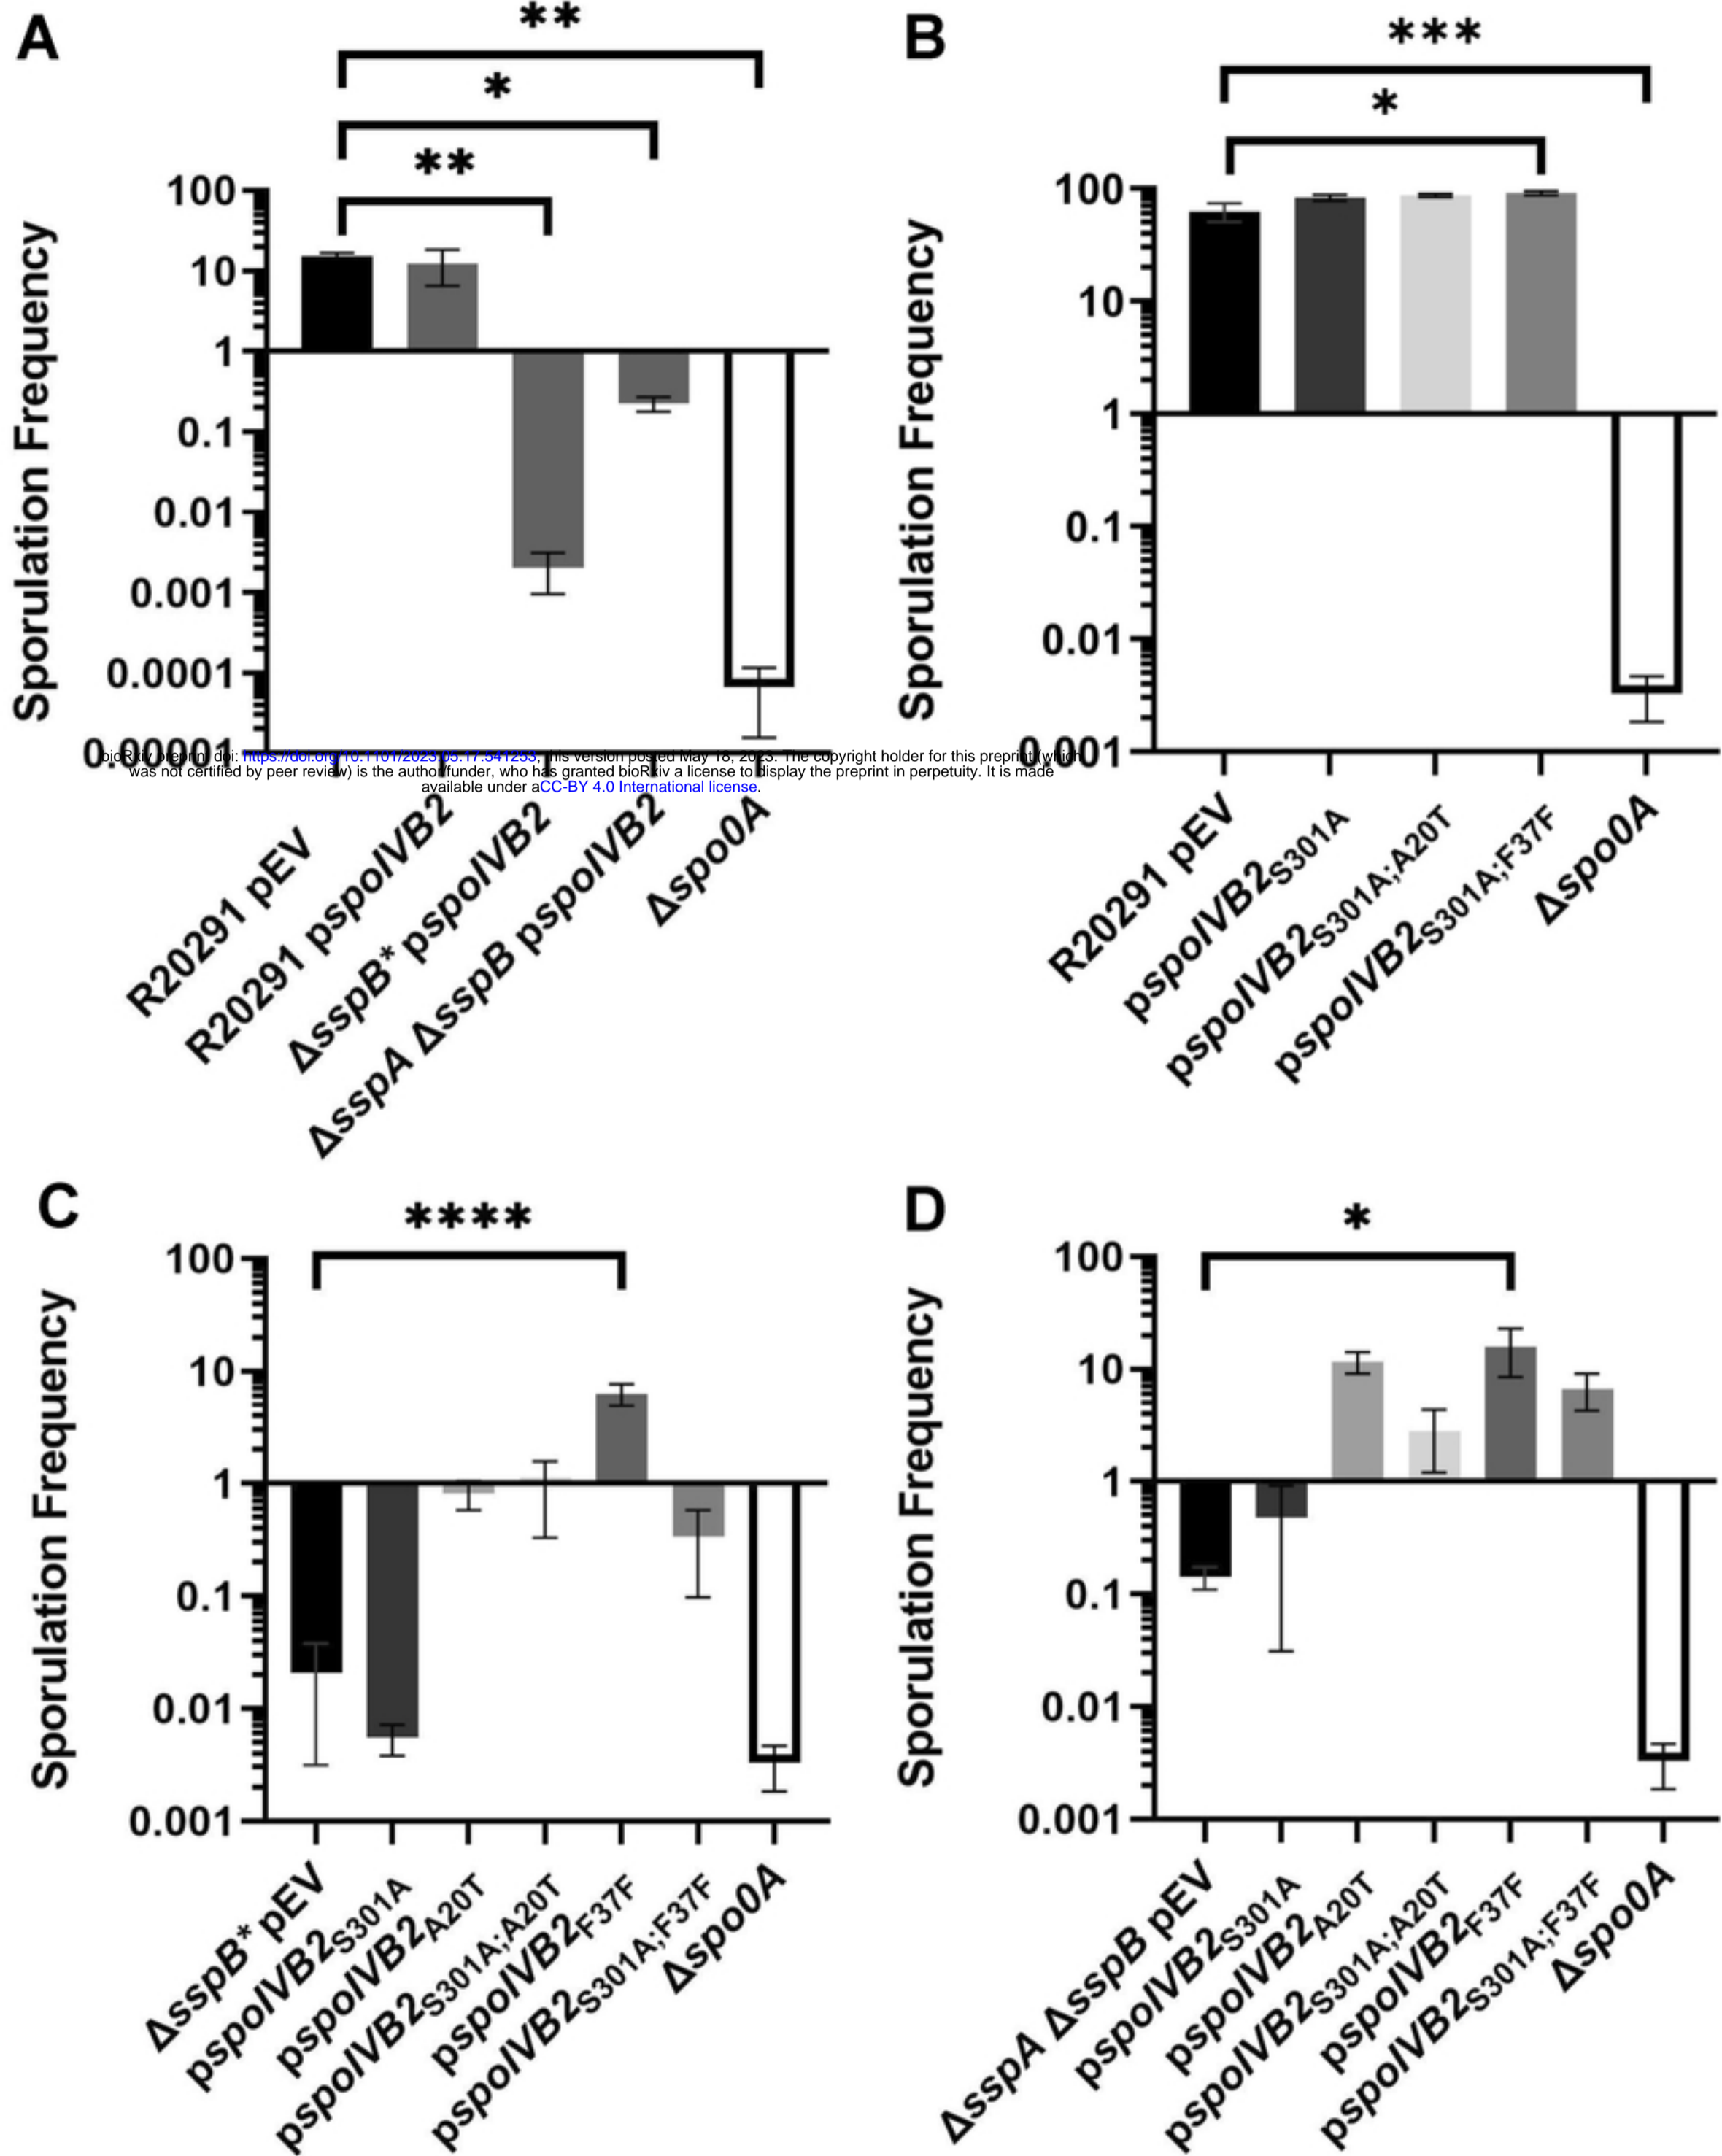 A
**
*
**
Sporulation Frequency
100
10
1
0.1
0.01
0.001
0.0001
0.00001
R20291 pEV
R20291 pspoIVB2
ΔsspB* pspoIVB2
ΔsspA ΔsspB pspoIVB2
Δspo0A
B
***
*
Sporulation Frequency
100
10
1
0.1
0.01
0.001
R20291 pEV
pspoIVB2S301A
pspoIVB2S301A;A20T
pspoIVB2S301A;F37F
Δspo0A
bioRxiv preprint doi: https://doi.org/10.1101/2023.05.17.541253; this version posted May 18, 2023. The copyright holder for this preprint (which
was not certified by peer review) is the author/funder, who has granted bioRxiv a license to display the preprint in perpetuity. It is made
available under aCC-BY 4.0 International license.
C
****
Sporulation Frequency
100
10
1
0.1
0.01
0.001
ΔsspB* pEV
pspoIVB2S301A
pspoIVB2A20T
pspoIVB2S301A;A20T
pspoIVB2F37F
pspoIVB2S301A;F37F
Δspo0A
D
*
Sporulation Frequency
100
10
1
0.1
0.01
0.001
ΔsspA ΔsspB pEV
pspoIVB2S301A
pspoIVB2A20T
pspoIVB2S301A;A20T
pspoIVB2F37F
pspoIVB2S301A;F37F
Δspo0A